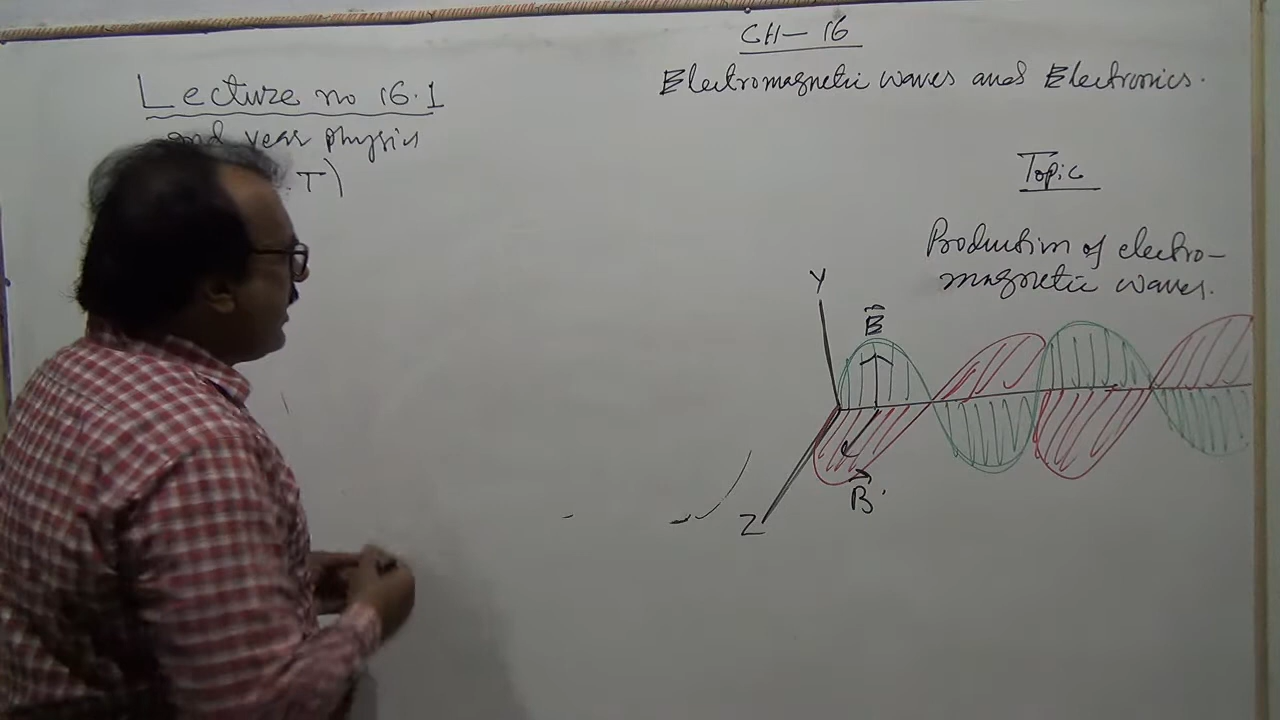 Lecture no 16.1
year physics
.T)
CH-16
Electromagnetic waves and Electronics.
Topic
Production of electro-
magnetic waves.
Y
E
B
Z